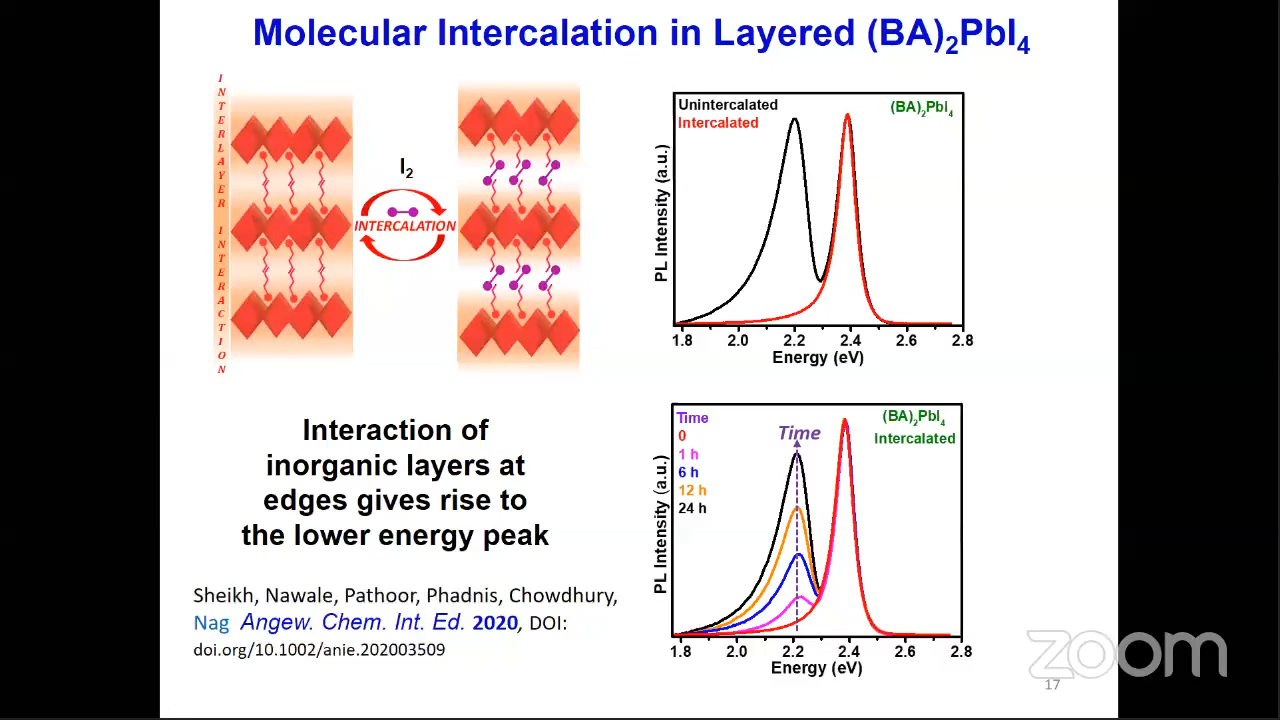 Molecular Intercalation in Layered (BA)₂PbI₄
INTERLAYER INTERACTION
I₂
INTERCALATION
Unintercalated
Intercalated
(BA)₂PbI₄
PL Intensity (a.u.)
1.8 2.0 2.2 2.4 2.6 2.8
Energy (eV)
Interaction of
inorganic layers at
edges gives rise to
the lower energy peak
Time
0
1 h
6 h
12 h
24 h
Time
(BA)₂PbI₄
Intercalated
PL Intensity (a.u.)
1.8 2.0 2.2 2.4 2.6 2.8
Energy (eV)
Sheikh, Nawale, Pathoor, Phadnis, Chowdhury,
Nag Angew. Chem. Int. Ed. 2020, DOI:
doi.org/10.1002/anie.202003509
zoom
17